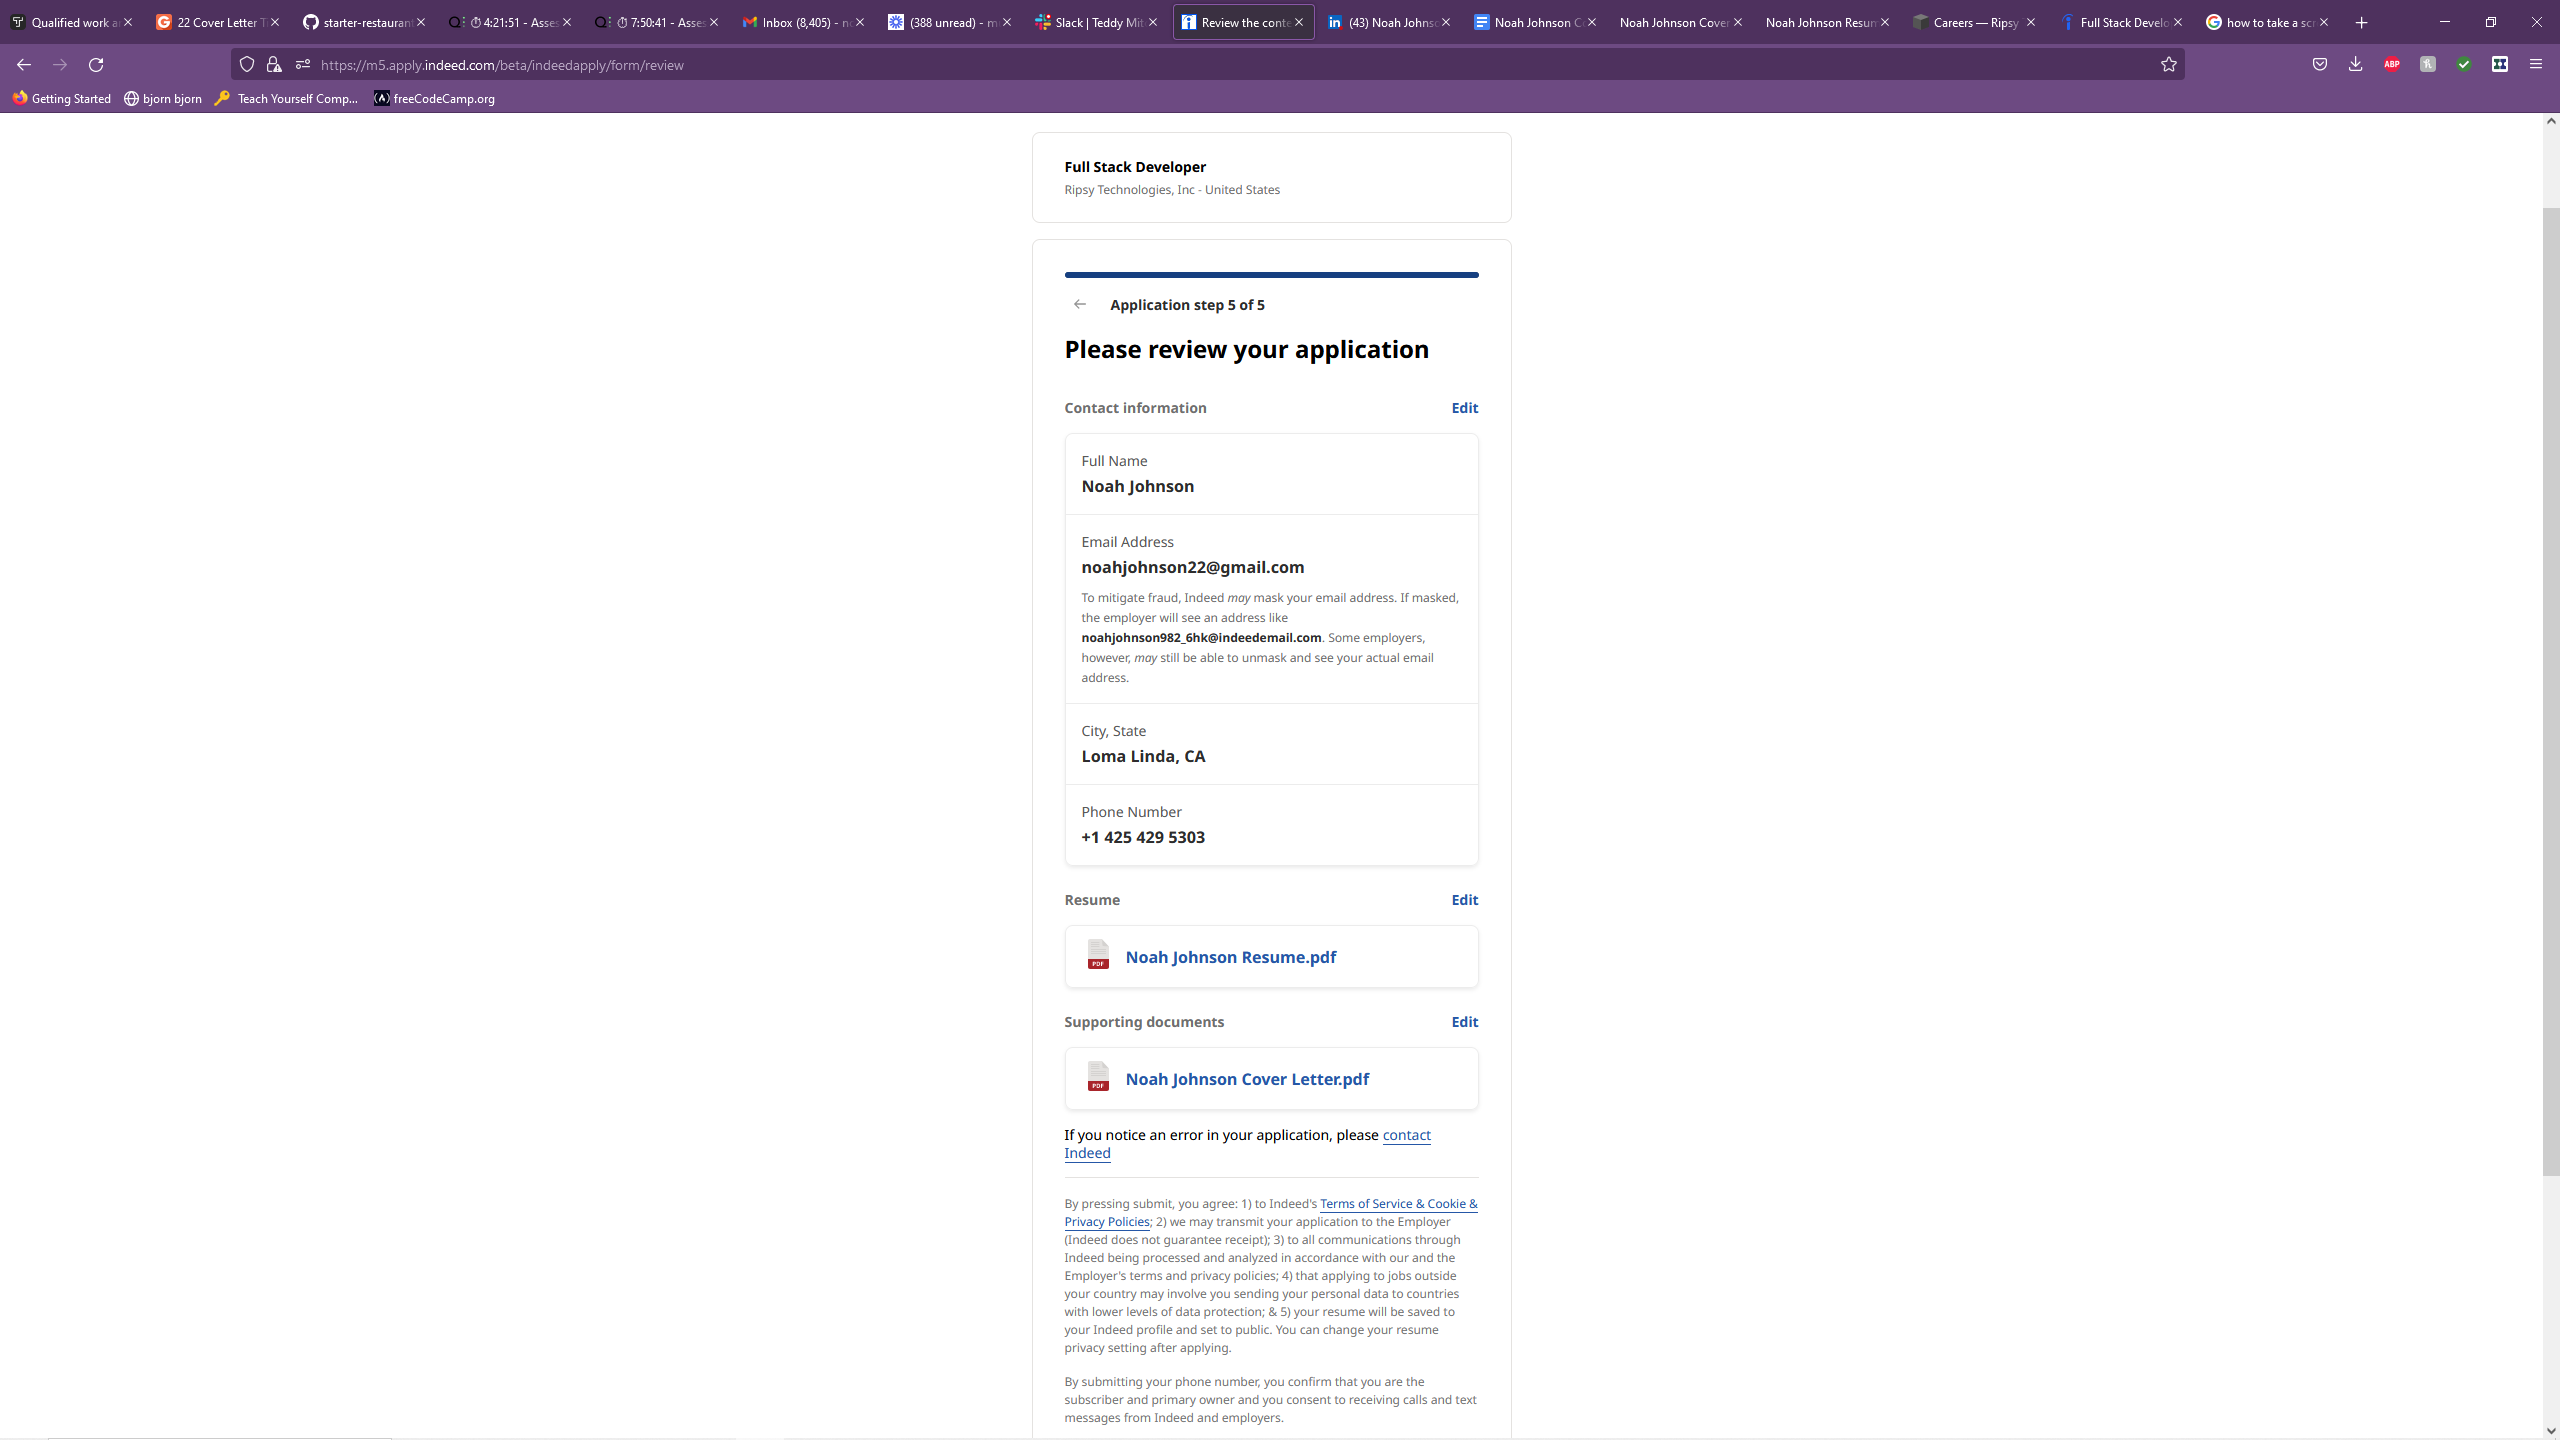 Qualified work a
22 Cover Letter T
starter-restaurant
4:21:51 - Asses
7:50:41 - Asses
Inbox (8,405) - n
(388 unread) - m
Slack | Teddy Mit
Review the conte
(43) Noah Johnso
Noah Johnson Co
Noah Johnson Cover
Noah Johnson Resum
Careers — Ripsy
Full Stack Develo
how to take a scr
https://m5.apply.indeed.com/beta/indeedapply/form/review
ABP
Getting Started
bjorn bjorn
Teach Yourself Comp...
freeCodeCamp.org
Full Stack Developer
Ripsy Technologies, Inc - United States
Application step 5 of 5
Please review your application
Contact information
Edit
Full Name
Noah Johnson
Email Address
noahjohnson22@gmail.com
To mitigate fraud, Indeed may mask your email address. If masked,
the employer will see an address like
noahjohnson982_6hk@indeedemail.com. Some employers,
however, may still be able to unmask and see your actual email
address.
City, State
Loma Linda, CA
Phone Number
+1 425 429 5303
Resume
Edit
PDF
Noah Johnson Resume.pdf
Supporting documents
Edit
PDF
Noah Johnson Cover Letter.pdf
If you notice an error in your application, please contact
Indeed
By pressing submit, you agree: 1) to Indeed's Terms of Service & Cookie &
Privacy Policies; 2) we may transmit your application to the Employer
(Indeed does not guarantee receipt); 3) to all communications through
Indeed being processed and analyzed in accordance with our and the
Employer's terms and privacy policies; 4) that applying to jobs outside
your country may involve you sending your personal data to countries
with lower levels of data protection; & 5) your resume will be saved to
your Indeed profile and set to public. You can change your resume
privacy setting after applying.
By submitting your phone number, you confirm that you are the
subscriber and primary owner and you consent to receiving calls and text
messages from Indeed and employers.